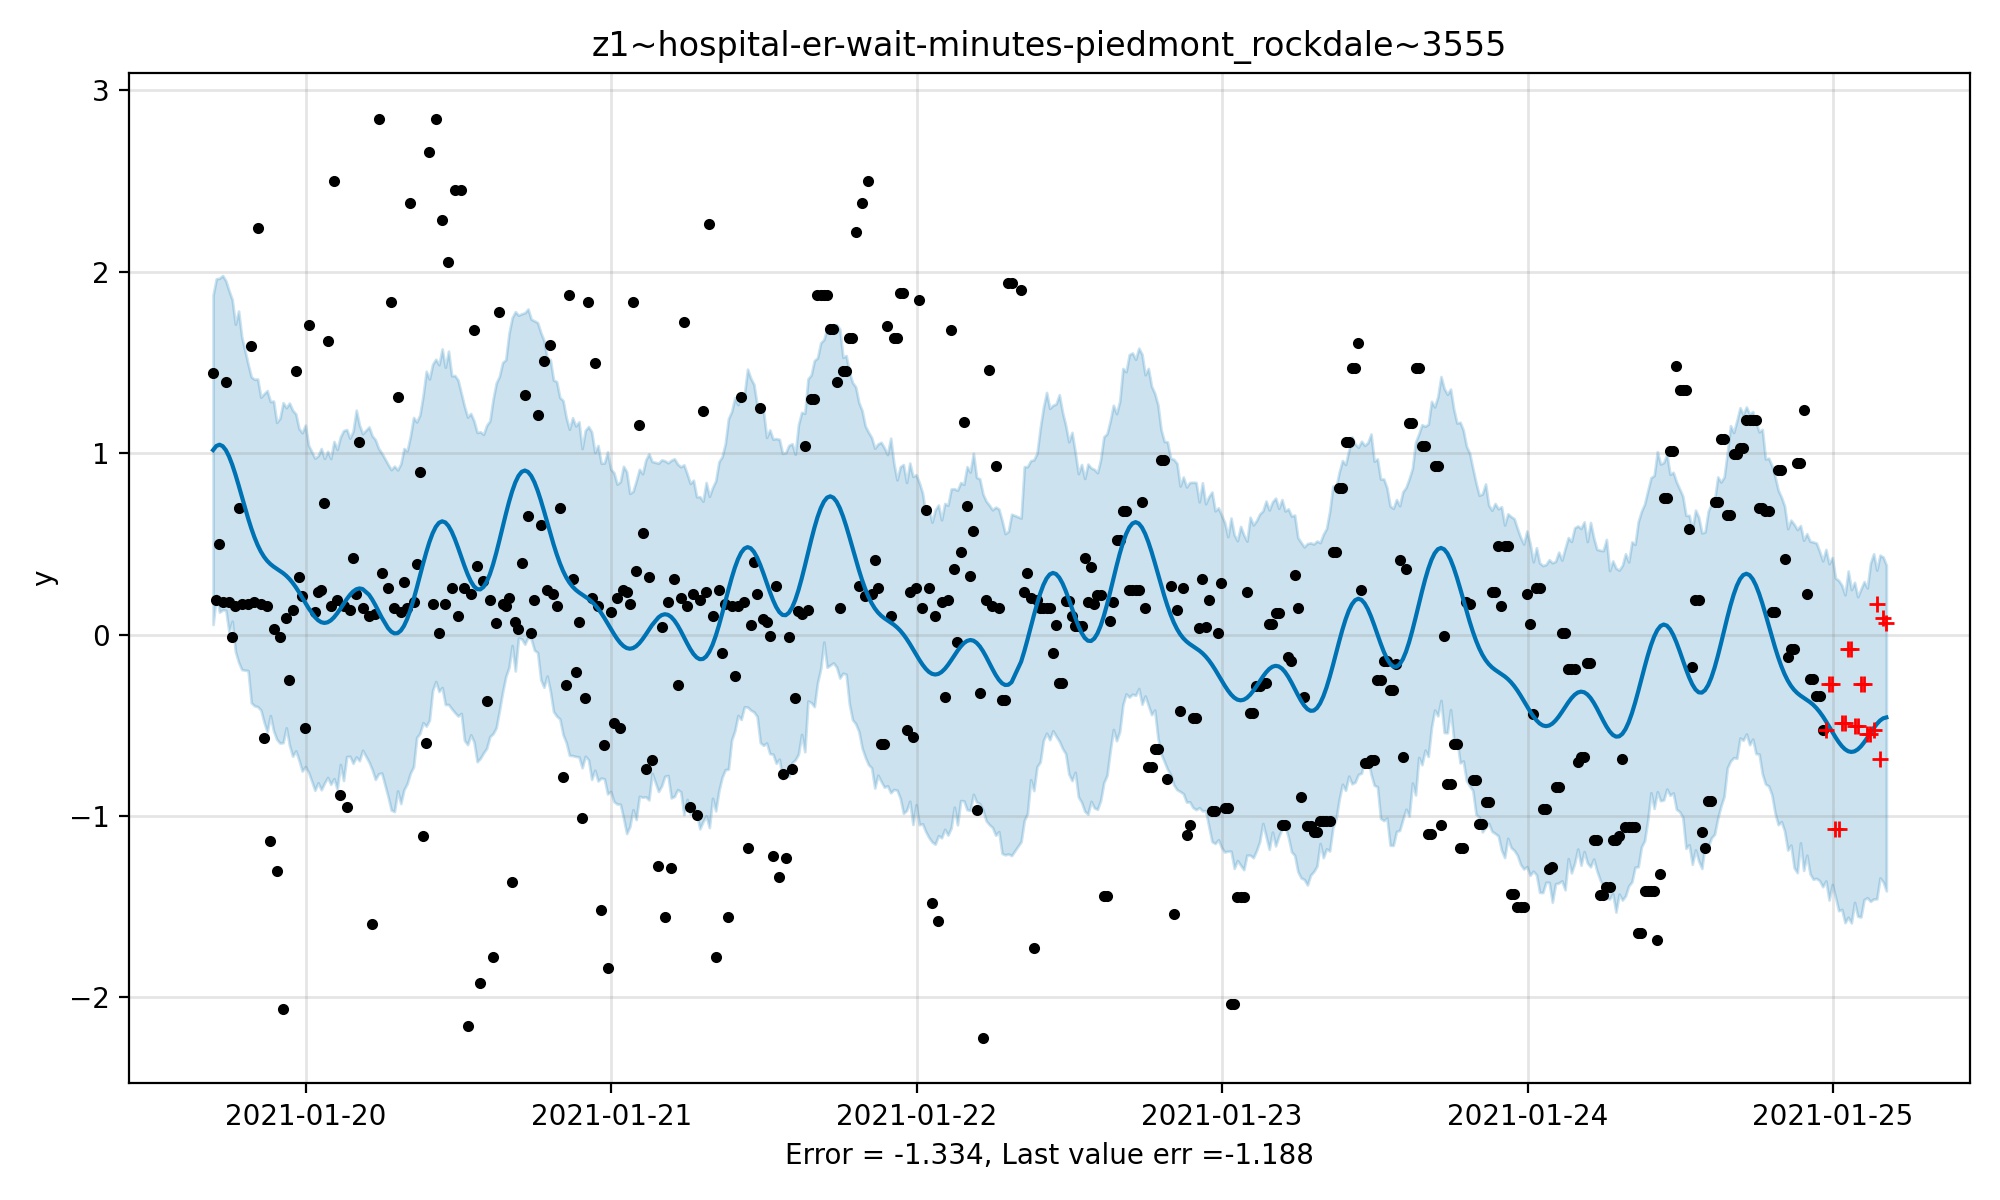 z1~hospital-er-wait-minutes-piedmont_rockdale~3555
3
2
1
0
−1
−2
y
2021-01-20 2021-01-21 2021-01-22 2021-01-23 2021-01-24 2021-01-25
Error = -1.334, Last value err =-1.188